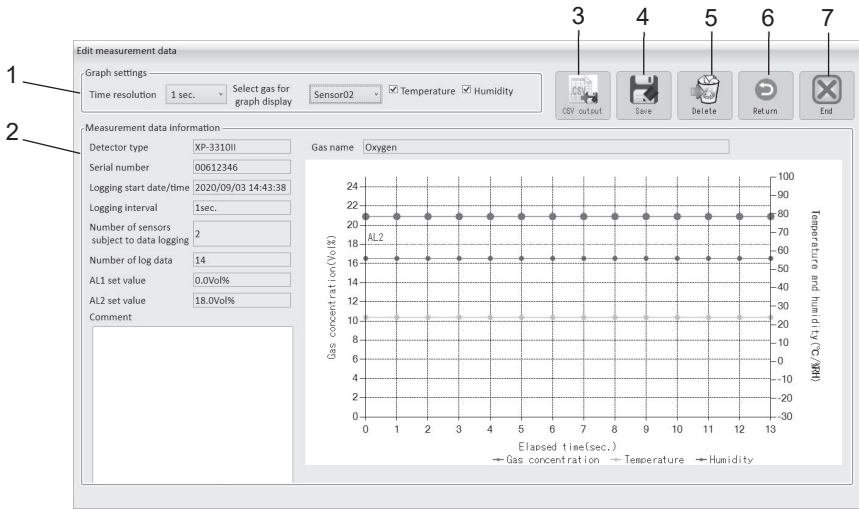 3 4 5 6 7
Edit measurement data
1
Graph settings
Time resolution 1 sec. Select gas for graph display Sensor02 Temperature Humidity
CSV
CSV output Save Delete Return End
2
Measurement data information
Detector type XP-3310II
Gas name Oxygen
Serial number 00612346
Logging start date/time 2020/09/03 14:43:38
Logging interval 1sec.
Number of sensors
subject to data logging 2
Number of log data 14
AL1 set value 0.0Vol%
AL2 set value 18.0Vol%
Comment
Gas concentration(Vol%)
24
22
20
18
16
14
12
10
8
6
4
2
0
AL2
100
90
80
70
60
50
40
30
20
10
0
-10
-20
-30
Temperature and humidity(℃/%RH)
0 1 2 3 4 5 6 7 8 9 10 11 12 13
Elapsed time(sec.)
Gas concentration Temperature Humidity